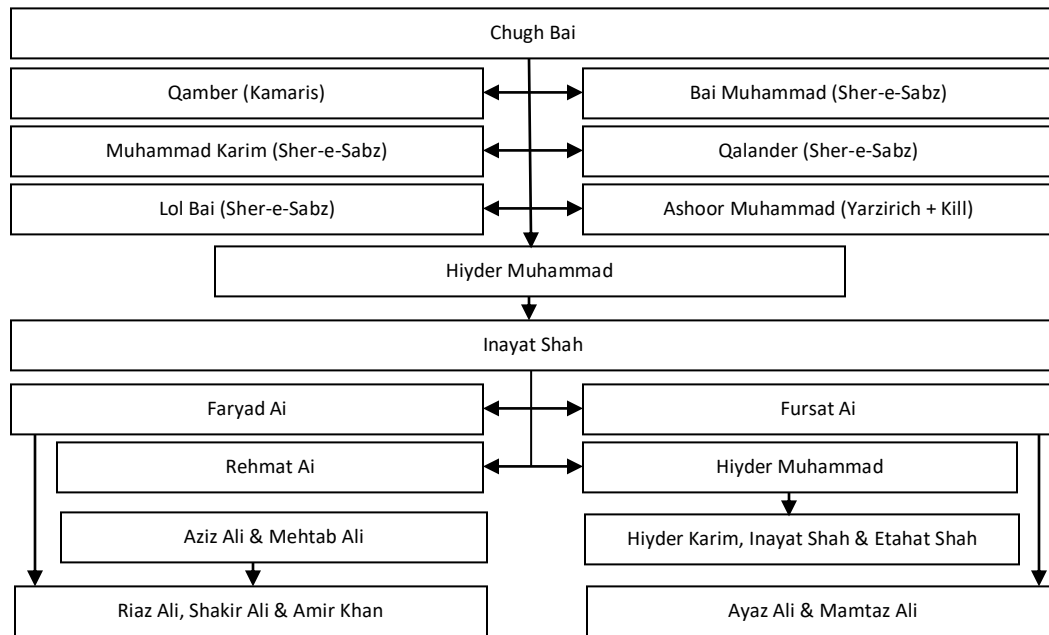 Chugh Bai
Qamber (Kamaris)
Bai Muhammad (Sher-e-Sabz)
Muhammad Karim (Sher-e-Sabz)
Qalander (Sher-e-Sabz)
Lol Bai (Sher-e-Sabz)
Ashoor Muhammad (Yarzirich + Kill)
Hiyder Muhammad
Inayat Shah
Faryad Ai
Fursat Ai
Rehmat Ai
Hiyder Muhammad
Aziz Ali & Mehtab Ali
Hiyder Karim, Inayat Shah & Etahat Shah
Riaz Ali, Shakir Ali & Amir Khan
Ayaz Ali & Mamtaz Ali